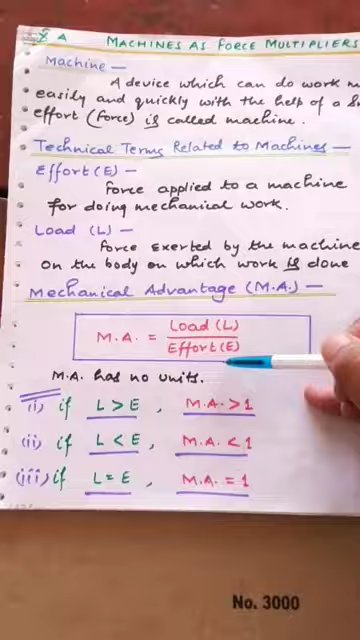 8 A MACHINES AS FORCE MULTIPLIERS
Machine —
A device which can do work
easily and quickly with the help of a
effort (force) is called machine.
Technical Terms Related to Machines —
Effort (E) —
Force applied to a machine
for doing mechanical work.
Load (L) —
Force exerted by the machine
on the body on which work is done
Mechanical Advantage (M.A.) —
M.A. = Load (L)
Effort (E)
M.A. has no units.
(i) if L > E , M.A. > 1
(ii) if L < E , M.A. < 1
(iii) if L = E , M.A. = 1
No. 3000